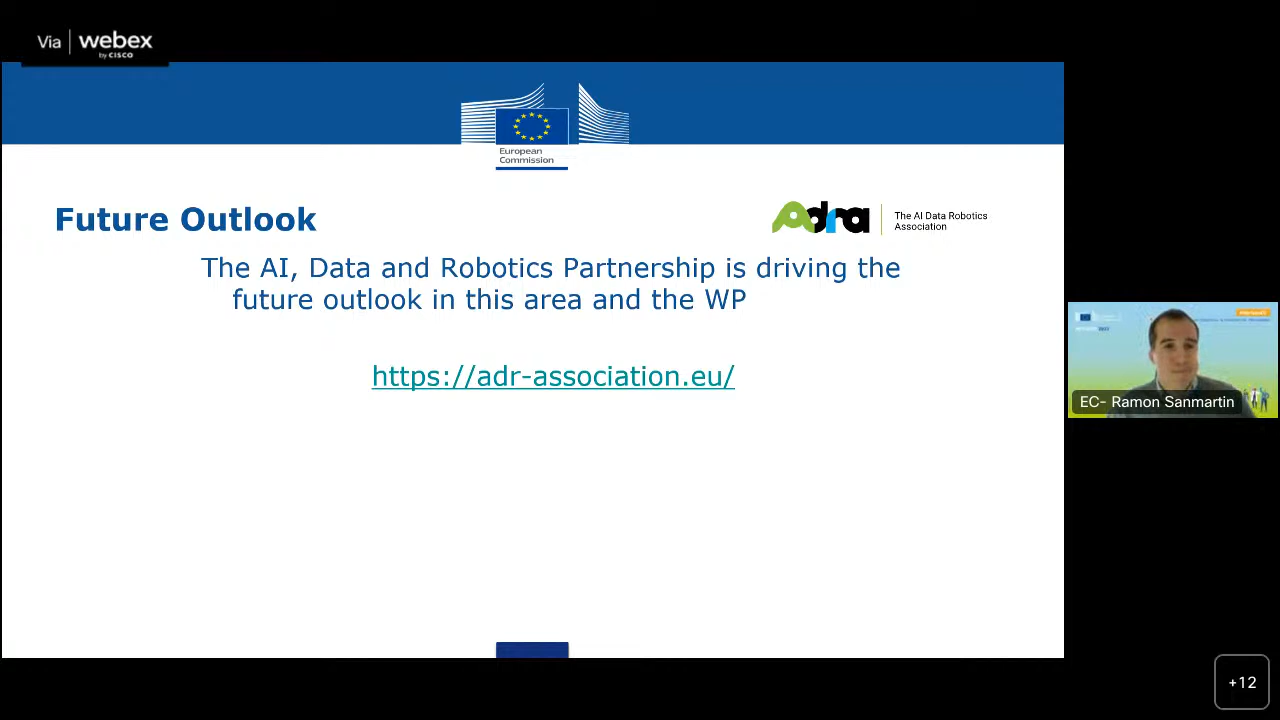 Via
webex
by CISCO
European
Commission
Future Outlook
Adra
The AI Data Robotics
Association
The AI, Data and Robotics Partnership is driving the
future outlook in this area and the WP
https://adr-association.eu/
EC- Ramon Sanmartin
+12